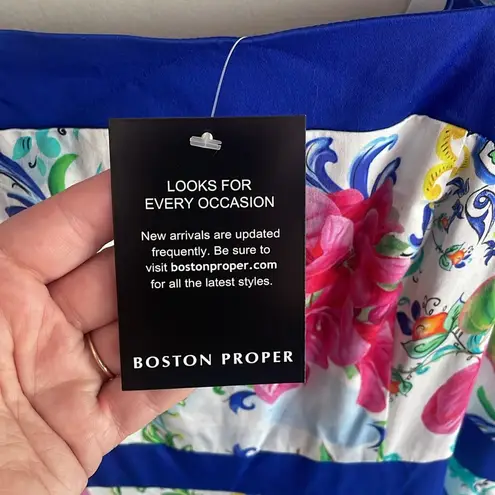 LOOKS FOR
EVERY OCCASION
New arrivals are updated
frequently. Be sure to
visit bostonproper.com
for all the latest styles.
BOSTON PROPER